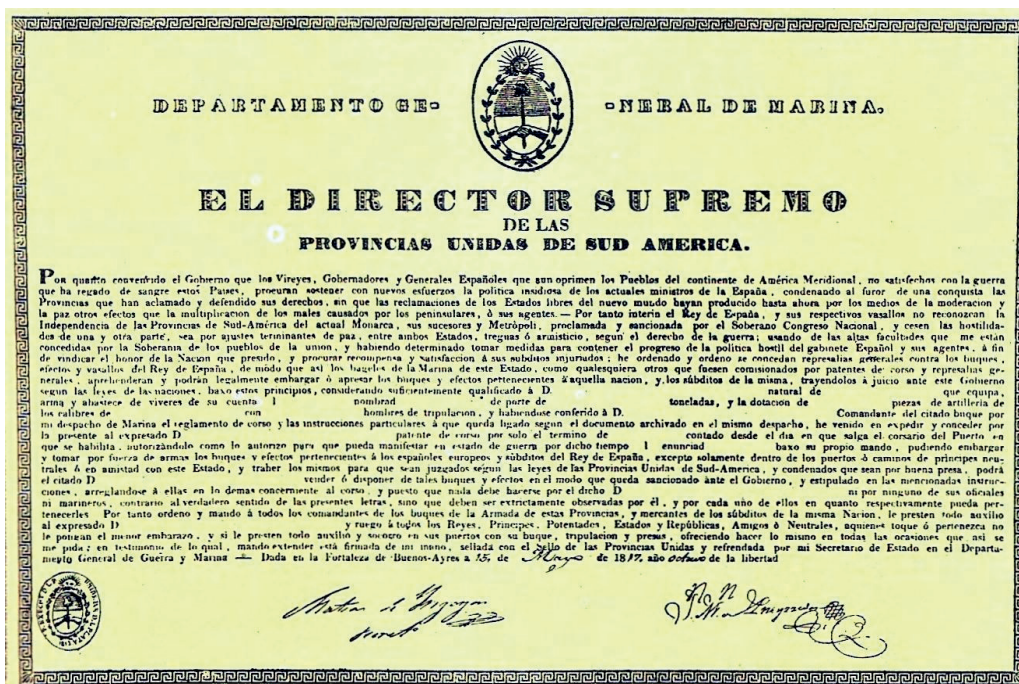 DEPARTAMENTO GE-
-NERAL DE MARINA.
EL DIRECTOR SUPREMO
DE LAS
PROVINCIAS UNIDAS DE SUD AMERICA.
Por quanto convertido el Gobierno que los Vireyes, Gobernadores y Generales Españoles que aun oprimen los Pueblos del continente de América Meridional, no satisfechos con la guerra
que ha regado de sangre estos Paises, procuran sostener con nuevos esfuerzos la politica insidiosa de los actuales ministros de la España, condenado al furor de una conquista las
Provincias que han aclamado y defendido sus derechos, sin que las reclamaciones de los Estados libres del nuevo mundo hayan producido hasta ahora por los medios de la moderacion y
la paz otros efectos que la multiplicacion de los males causados por los peninsulares, ò sus agentes. — Por tanto interin el Rey de España, y sus respectivos vasallos no reconozcan la
Independencia de las Provincias de Sud-América del actual Monarca, sus sucesores y Metròpoli, proclamada y sancionada por el Soberano Congreso Nacional, y cesen las hostilida-
des de una y otra parte, sea por ajustes terminantes de paz, entre ambos Estados, treguas ó armisticio, según el derecho de la guerra; usando de las altas facultides que me están
concedidas por la Soberania de los pueblos de la union, y habiendo determinado tomar medidas para contener el progreso de la politica hostil del gabinete Español y sus agentes. à fin
de vindicar el honor de la Nacion que presido, y procurar recompensa y satisfaccion à sus subditos injuriados; he ordenado y ordeno se concedan represalias generales contra los buques,
efectos y vasallos del Rey de España, de módo que asi los bageles de la Marina de este Estado, como qualesquiera otros que fuesen comisionados por patentes de corso y represalias ge-
nerales, aprehenderan y podrán legalmente embargar ó apresar los buques y efectos pertenecientes à aquella nacion, y los súbditos de la misma, trayendolos à juicio ante este Gobierno
segun las leyes de las naciones, baxo estos principios, considerando suficientemente qualificado à D. natural de que equipa,
arma y abastece de viveres de su cuenta l nombrad de porte de toneladas, y la dotacion de piezas de artilleria de
los calibres de con hombres de tripulacion, y habiendose conferido à D. Comandante del citado buque por
mi despacho de Marina el reglamento de corso y las instrucciones particulares à que queda ligado segun el documento archivado en el mismo despacho, he venido en expedir y conceder por
la presente al expresado D patente de corso por solo el termino de contado desde el dia en que salga el corsario del Puerto en
que se habilita, autorizándolo como lo autorizo para que pueda manifestar en estado de guerra por dicho tiempo l enunciad baxo su propio mando, pudiendo embargar
y tomar por fuerza de armas los buques y efectos pertenecientes à los españoles europeos y súbditos del Rey de España, excepto solamente dentro de los puertos ó caminos de principes neu-
trales ò en amistad con este Estado, y traher los mismos para que sean juzgados según las leyes de las Provincias Unidas de Sud-America, y condenados que sean por buena presa, podrá
el citado D vender ó disponer de tales buques y efectos en el modo que queda sancionado ante el Gobierno, y estipulado en las mencionadas instruc-
ciones, arreglandose à ellas en lo demas concerniente al corso, y puesto que nada debe hacerse por el dicho D ni por ninguno de sus oficiales
ni marineros, contrario al verdadero sentido de las presentes letras, sino que deben ser extrictamente observadas por él, y por cada uno de ellos en quanto respectivamente pueda per-
tenecerles Por tanto ordeno y mando à todos los comandantes de los buques de la Armada de estas Provincias, y mercantes de los súbditos de la misma Nacion, le presten todo auxilio
al expresado D y ruego à todos los Reyes, Principes, Potentados, Estados y Repúblicas, Amigos ò Neutrales, aquienes toque ò pertenezca no
le pongan el menor embarazo, y si le presten todo auxilio y socorro en sus puertos con su buque, tripulacion y presas, ofreciendo hacer lo mismo en todas las ocasiones que asi se
me pida; en testimonio de lo qual, mando extender está firmada de mi mano, sellada con el Sello de las Provincias Unidas y refrendada por mi Secretario de Estado en el Departa-
mento General de Guerra y Marina — Dada en la Fortaleza de Buenos-Ayres a 15 de Mayo de 1817. año octavo de la libertad